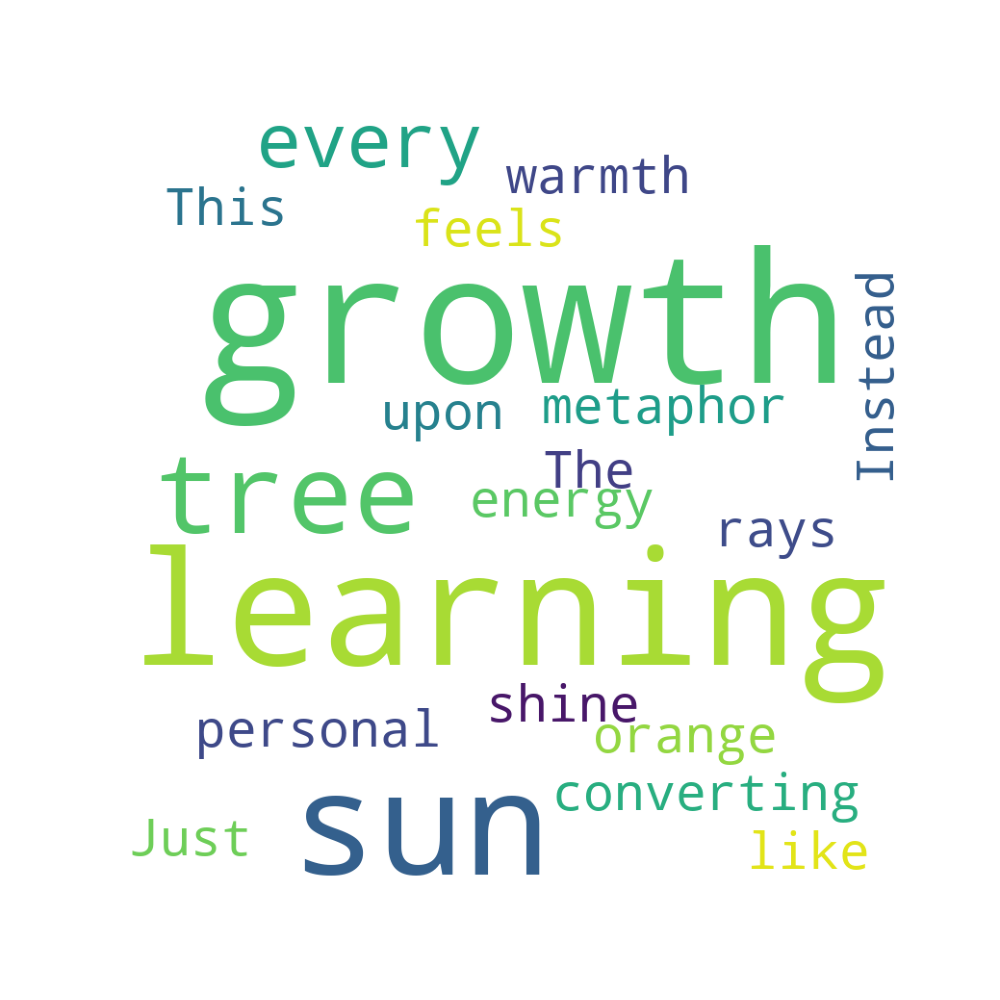 every
warmth
This
feels
growth
Instead
upon
metaphor
tree
The
energy
rays
learning
shine
personal
orange
sun
converting
Just
like